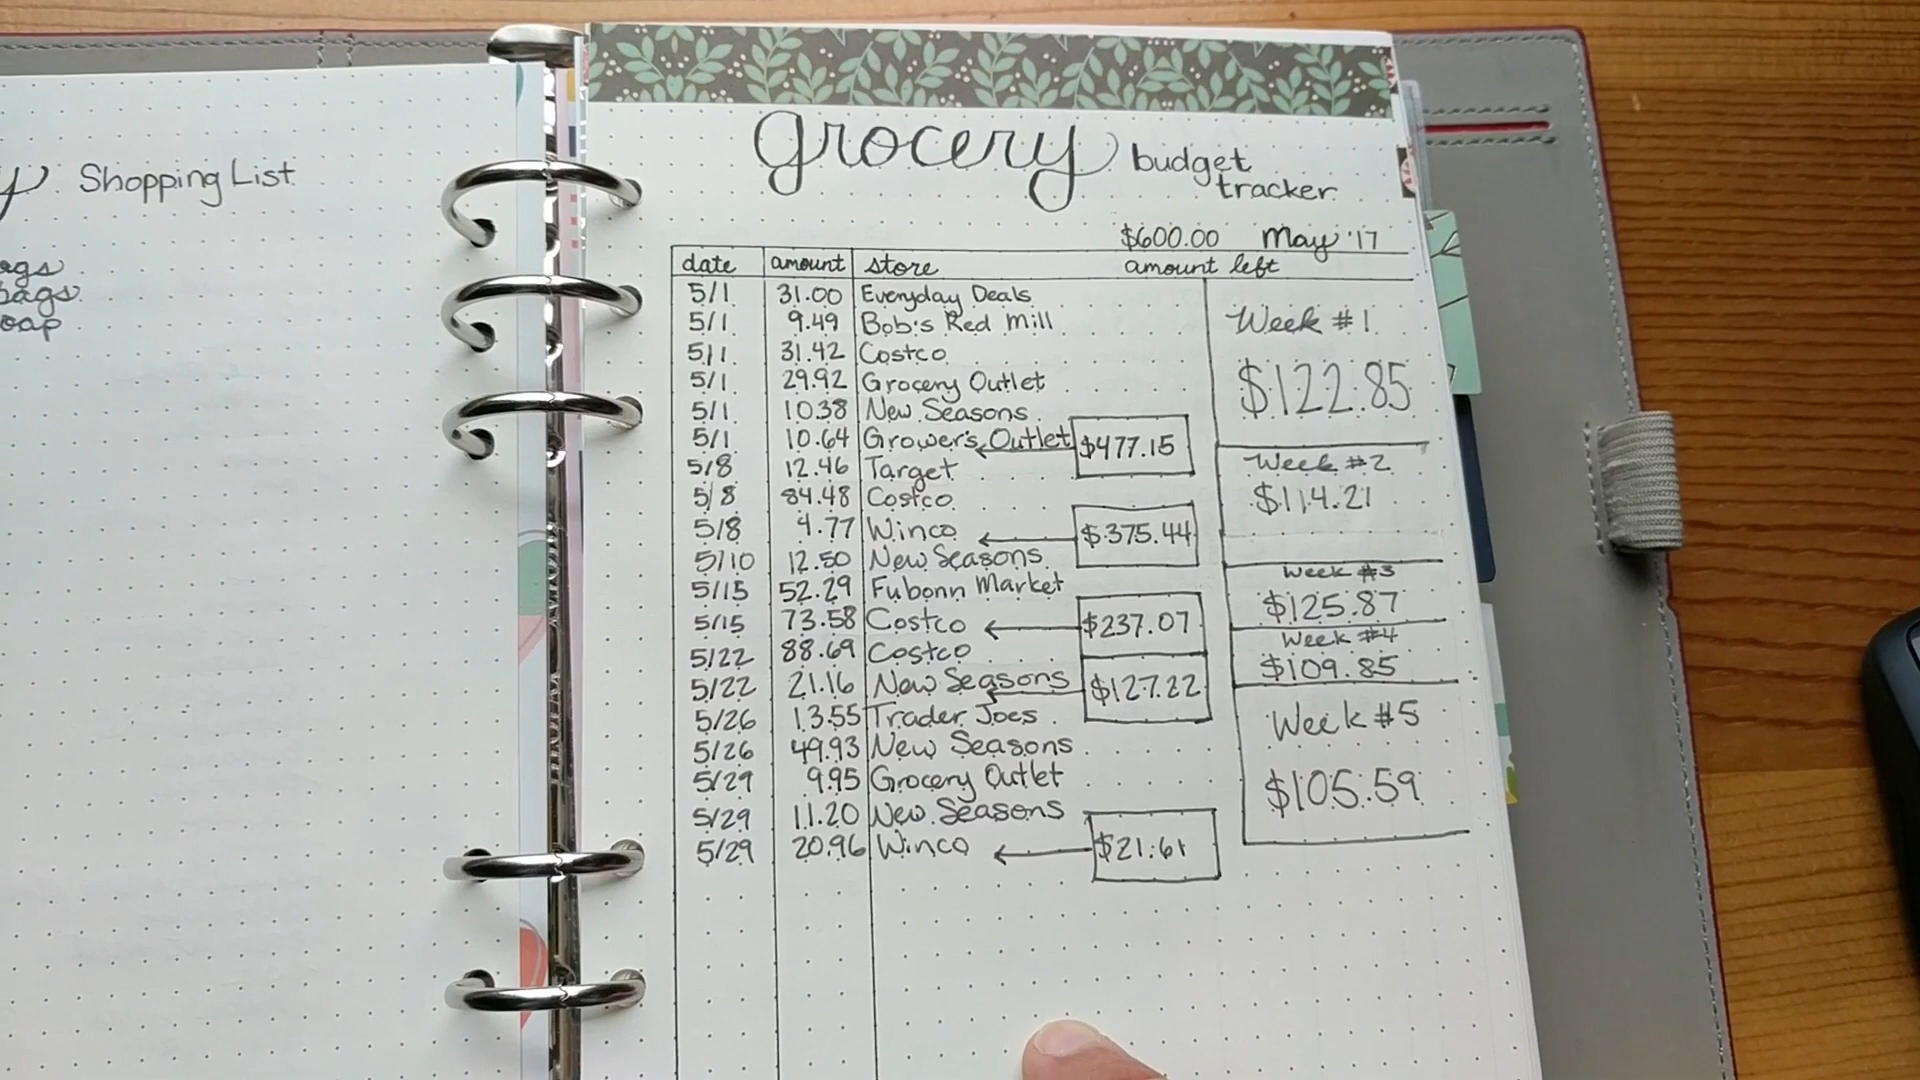 Shopping List
ags
bags
oap
grocery budget
tracker
$600.00 May '17
date amount store amount left
5/1 31.00 Everyday Deals
5/1 9.49 Bob's Red Mill
5/1 31.42 Costco
5/1 29.92 Grocery Outlet
5/1 10.38 New Seasons
5/1 10.64 Grower's Outlet $477.15
5/8 12.46 Target
5/8 84.48 Costco
5/8 4.77 Winco $375.44
5/10 12.50 New Seasons
5/15 52.29 Fubonn Market
5/15 73.58 Costco $237.07
5/22 88.69 Costco
5/22 21.16 New Seasons $127.22
5/26 13.55 Trader Joes
5/26 49.93 New Seasons
5/29 9.95 Grocery Outlet
5/29 11.20 New Seasons
5/29 20.96 Winco $21.61
Week #1
$122.85
Week #2
$114.21
Week #3
$125.87
Week #4
$109.85
Week #5
$105.59